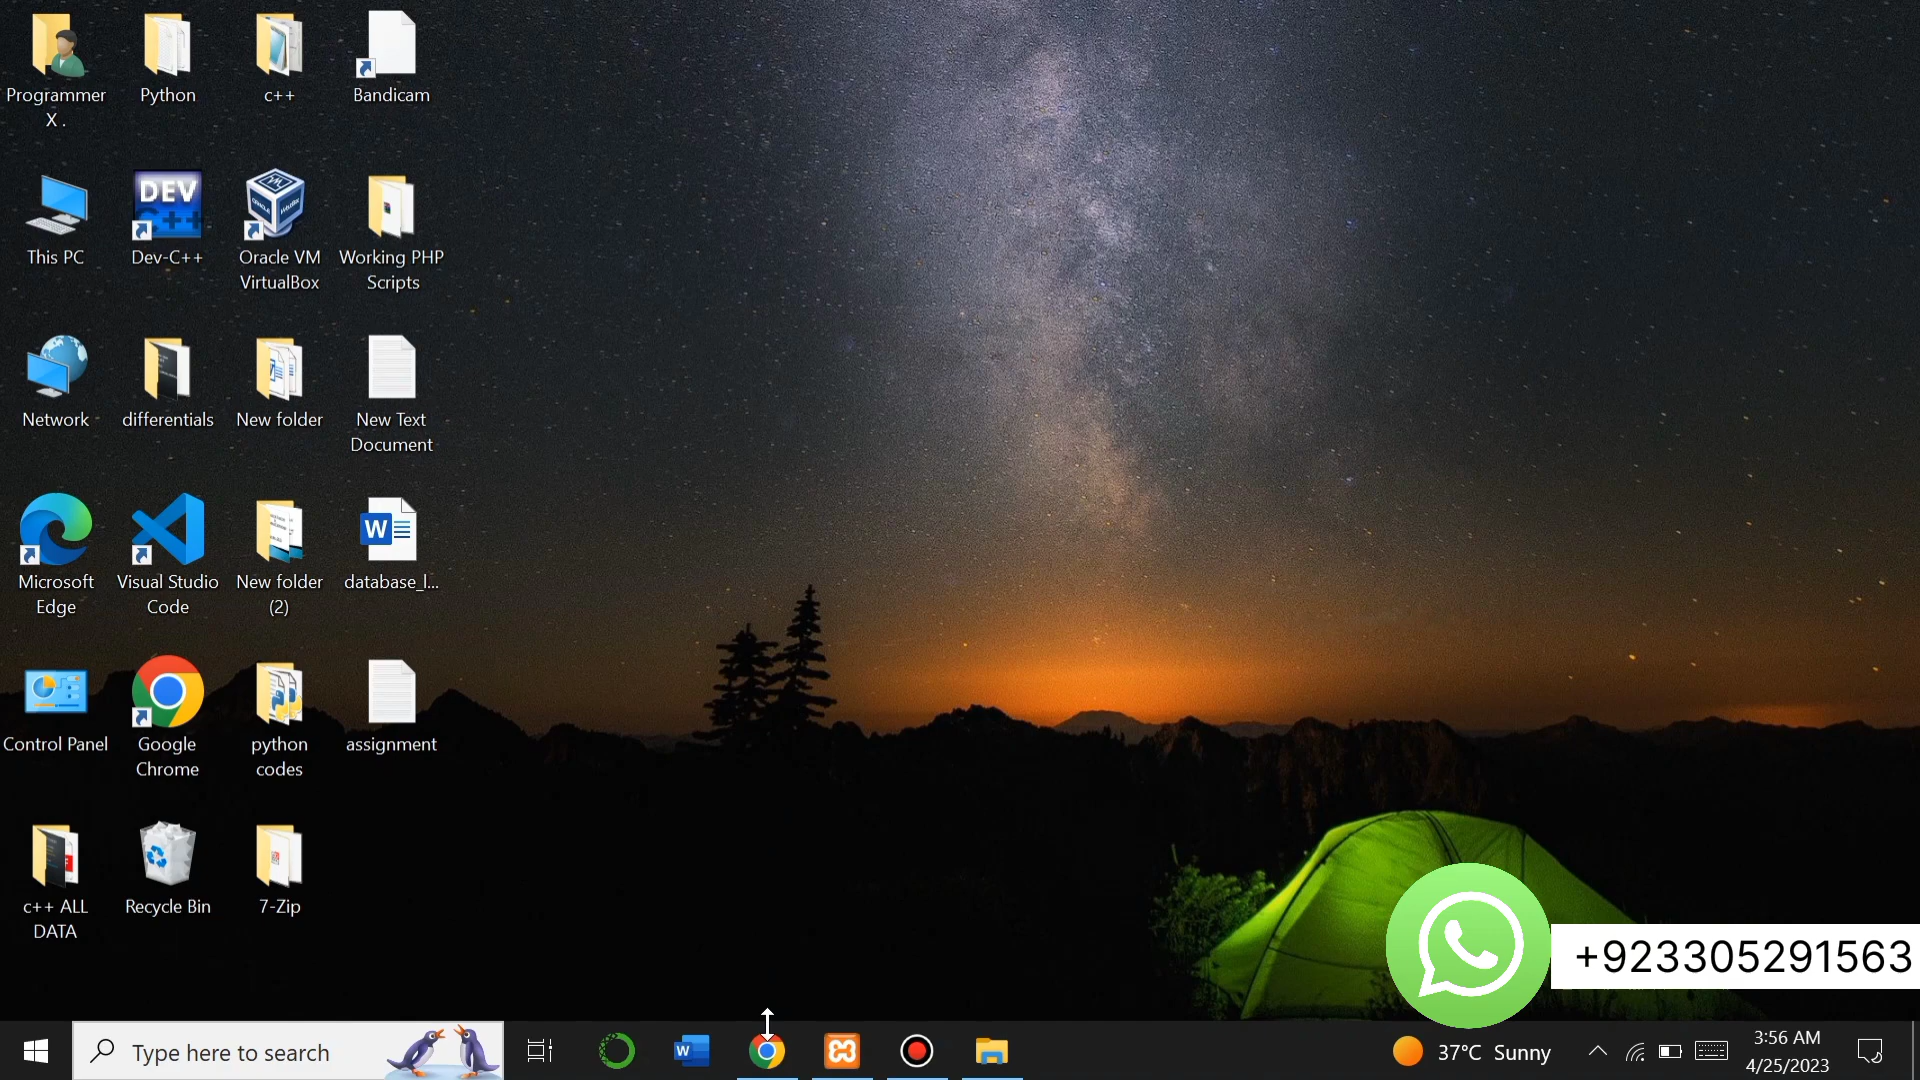 Programmer
X .
Python
c++
Bandicam
This PC
DEV
C++
Dev-C++
Oracle VM
VirtualBox
Working PHP
Scripts
Network
differentials
New folder
New Text
Document
Microsoft
Edge
Visual Studio
Code
New folder
(2)
W
database_l...
Control Panel
Google
Chrome
python
codes
assignment
c++ ALL
DATA
Recycle Bin
7-Zip
+923305291563
Type here to search
W
37°C Sunny
3:56 AM
4/25/2023